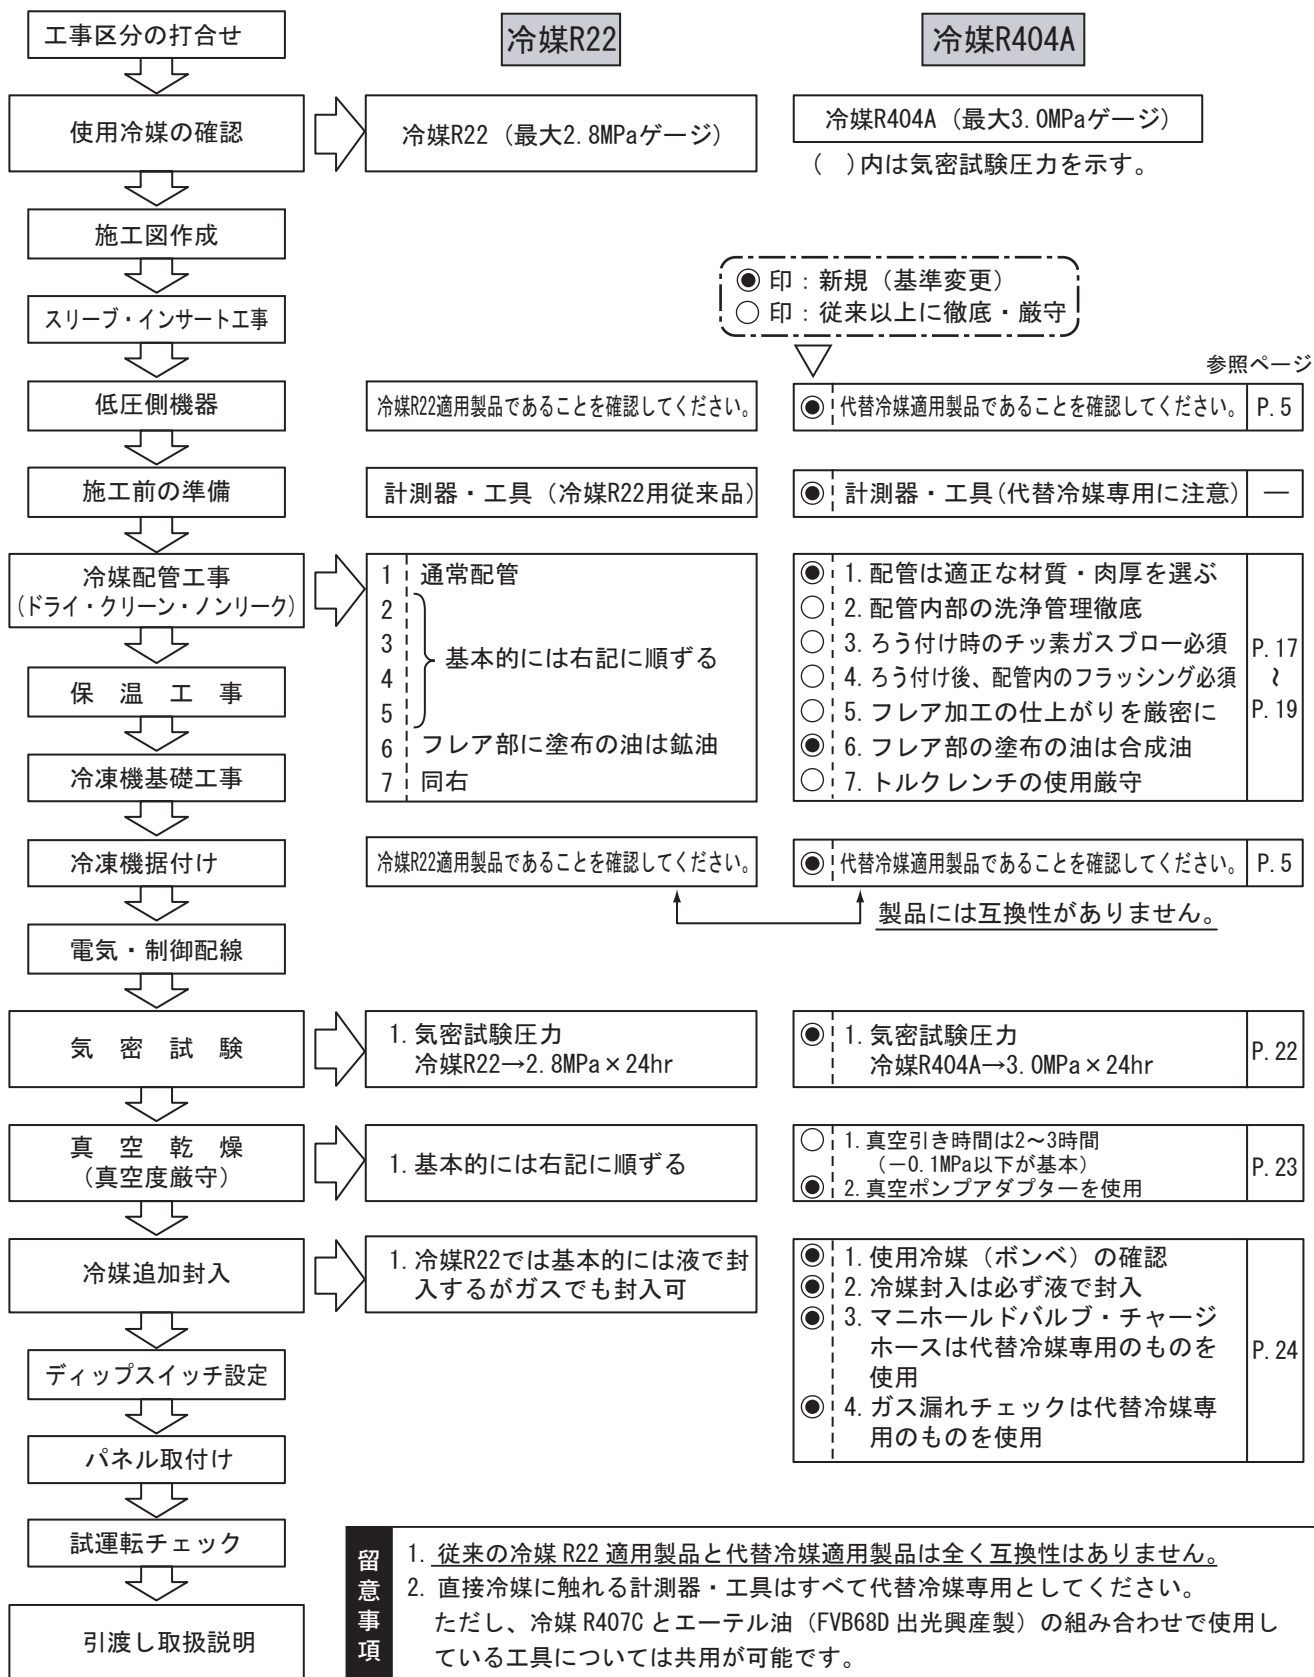 工事区分の打合せ
冷媒R22
冷媒R404A
使用冷媒の確認
冷媒R22（最大2.8MPaゲージ）
冷媒R404A（最大3.0MPaゲージ）
（　）内は気密試験圧力を示す。
施工図作成
◉印：新規（基準変更）
○印：従来以上に徹底・厳守
スリーブ・インサート工事
参照ページ
低圧側機器
冷媒R22適用製品であることを確認してください。
◉ 代替冷媒適用製品であることを確認してください。 P.5
施工前の準備
計測器・工具（冷媒R22用従来品）
◉ 計測器・工具（代替冷媒専用に注意） ―
冷媒配管工事
（ドライ・クリーン・ノンリーク）
1 通常配管
2
3
4
5
基本的には右記に順ずる
6 フレア部に塗布の油は鉱油
7 同右
◉ 1. 配管は適正な材質・肉厚を選ぶ
○ 2. 配管内部の洗浄管理徹底
○ 3. ろう付け時のチッ素ガスブロー必須
○ 4. ろう付け後、配管内のフラッシング必須
○ 5. フレア加工の仕上がりを厳密に
◉ 6. フレア部の塗布の油は合成油
○ 7. トルクレンチの使用厳守
P.17
～
P.19
保　温　工　事
冷凍機基礎工事
冷凍機据付け
冷媒R22適用製品であることを確認してください。
◉ 代替冷媒適用製品であることを確認してください。 P.5
製品には互換性がありません。
電気・制御配線
気　密　試　験
1. 気密試験圧力
冷媒R22→2.8MPa×24hr
◉ 1. 気密試験圧力
冷媒R404A→3.0MPa×24hr
P.22
真　空　乾　燥
（真空度厳守）
1. 基本的には右記に順ずる
○ 1. 真空引き時間は2～3時間
（－0.1MPa以下が基本）
◉ 2. 真空ポンプアダプターを使用
P.23
冷媒追加封入
1. 冷媒R22では基本的には液で封
入するがガスでも封入可
◉ 1. 使用冷媒（ボンベ）の確認
◉ 2. 冷媒封入は必ず液で封入
◉ 3. マニホールドバルブ・チャージ
ホースは代替冷媒専用のものを
使用
◉ 4. ガス漏れチェックは代替冷媒専
用のものを使用
P.24
ディップスイッチ設定
パネル取付け
試運転チェック
引渡し取扱説明
留意事項
1. 従来の冷媒 R22 適用製品と代替冷媒適用製品は全く互換性はありません。
2. 直接冷媒に触れる計測器・工具はすべて代替冷媒専用としてください。
ただし、冷媒 R407C とエーテル油（FVB68D 出光興産製）の組み合わせで使用し
ている工具については共用が可能です。